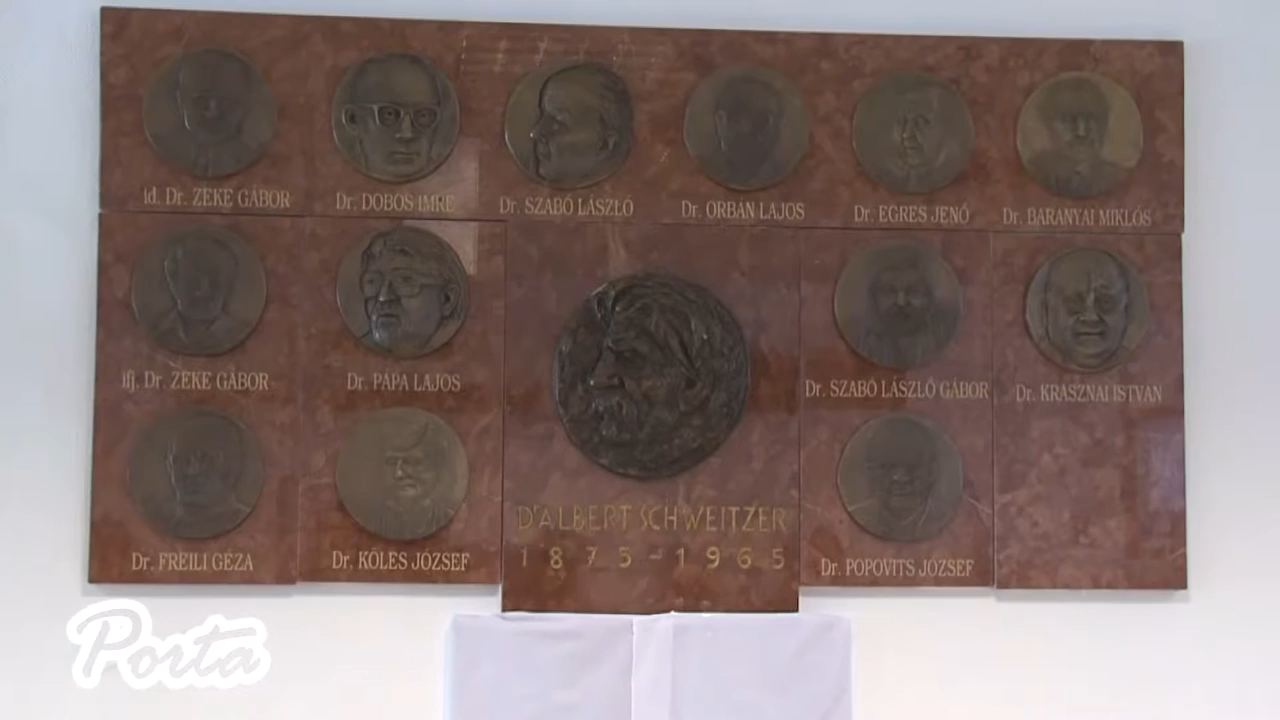 id. Dr. ZEKE GÁBOR
Dr. DOBOS IMRE
Dr. SZABÓ LÁSZLÓ
Dr. ORBÁN LAJOS
Dr. EGRES JENŐ
Dr. BARANYAI MIKLÓS
ifj. Dr. ZEKE GÁBOR
Dr. PAPA LAJOS
Dr. SZABÓ LÁSZLÓ GÁBOR
Dr. KRASZNAI ISTVAN
Dr. FREILI GÉZA
Dr. KÖLES JÓZSEF
D'ALBERT SCHWEITZER
1875-1965
Dr. POPOVITS JÓZSEF
Porta